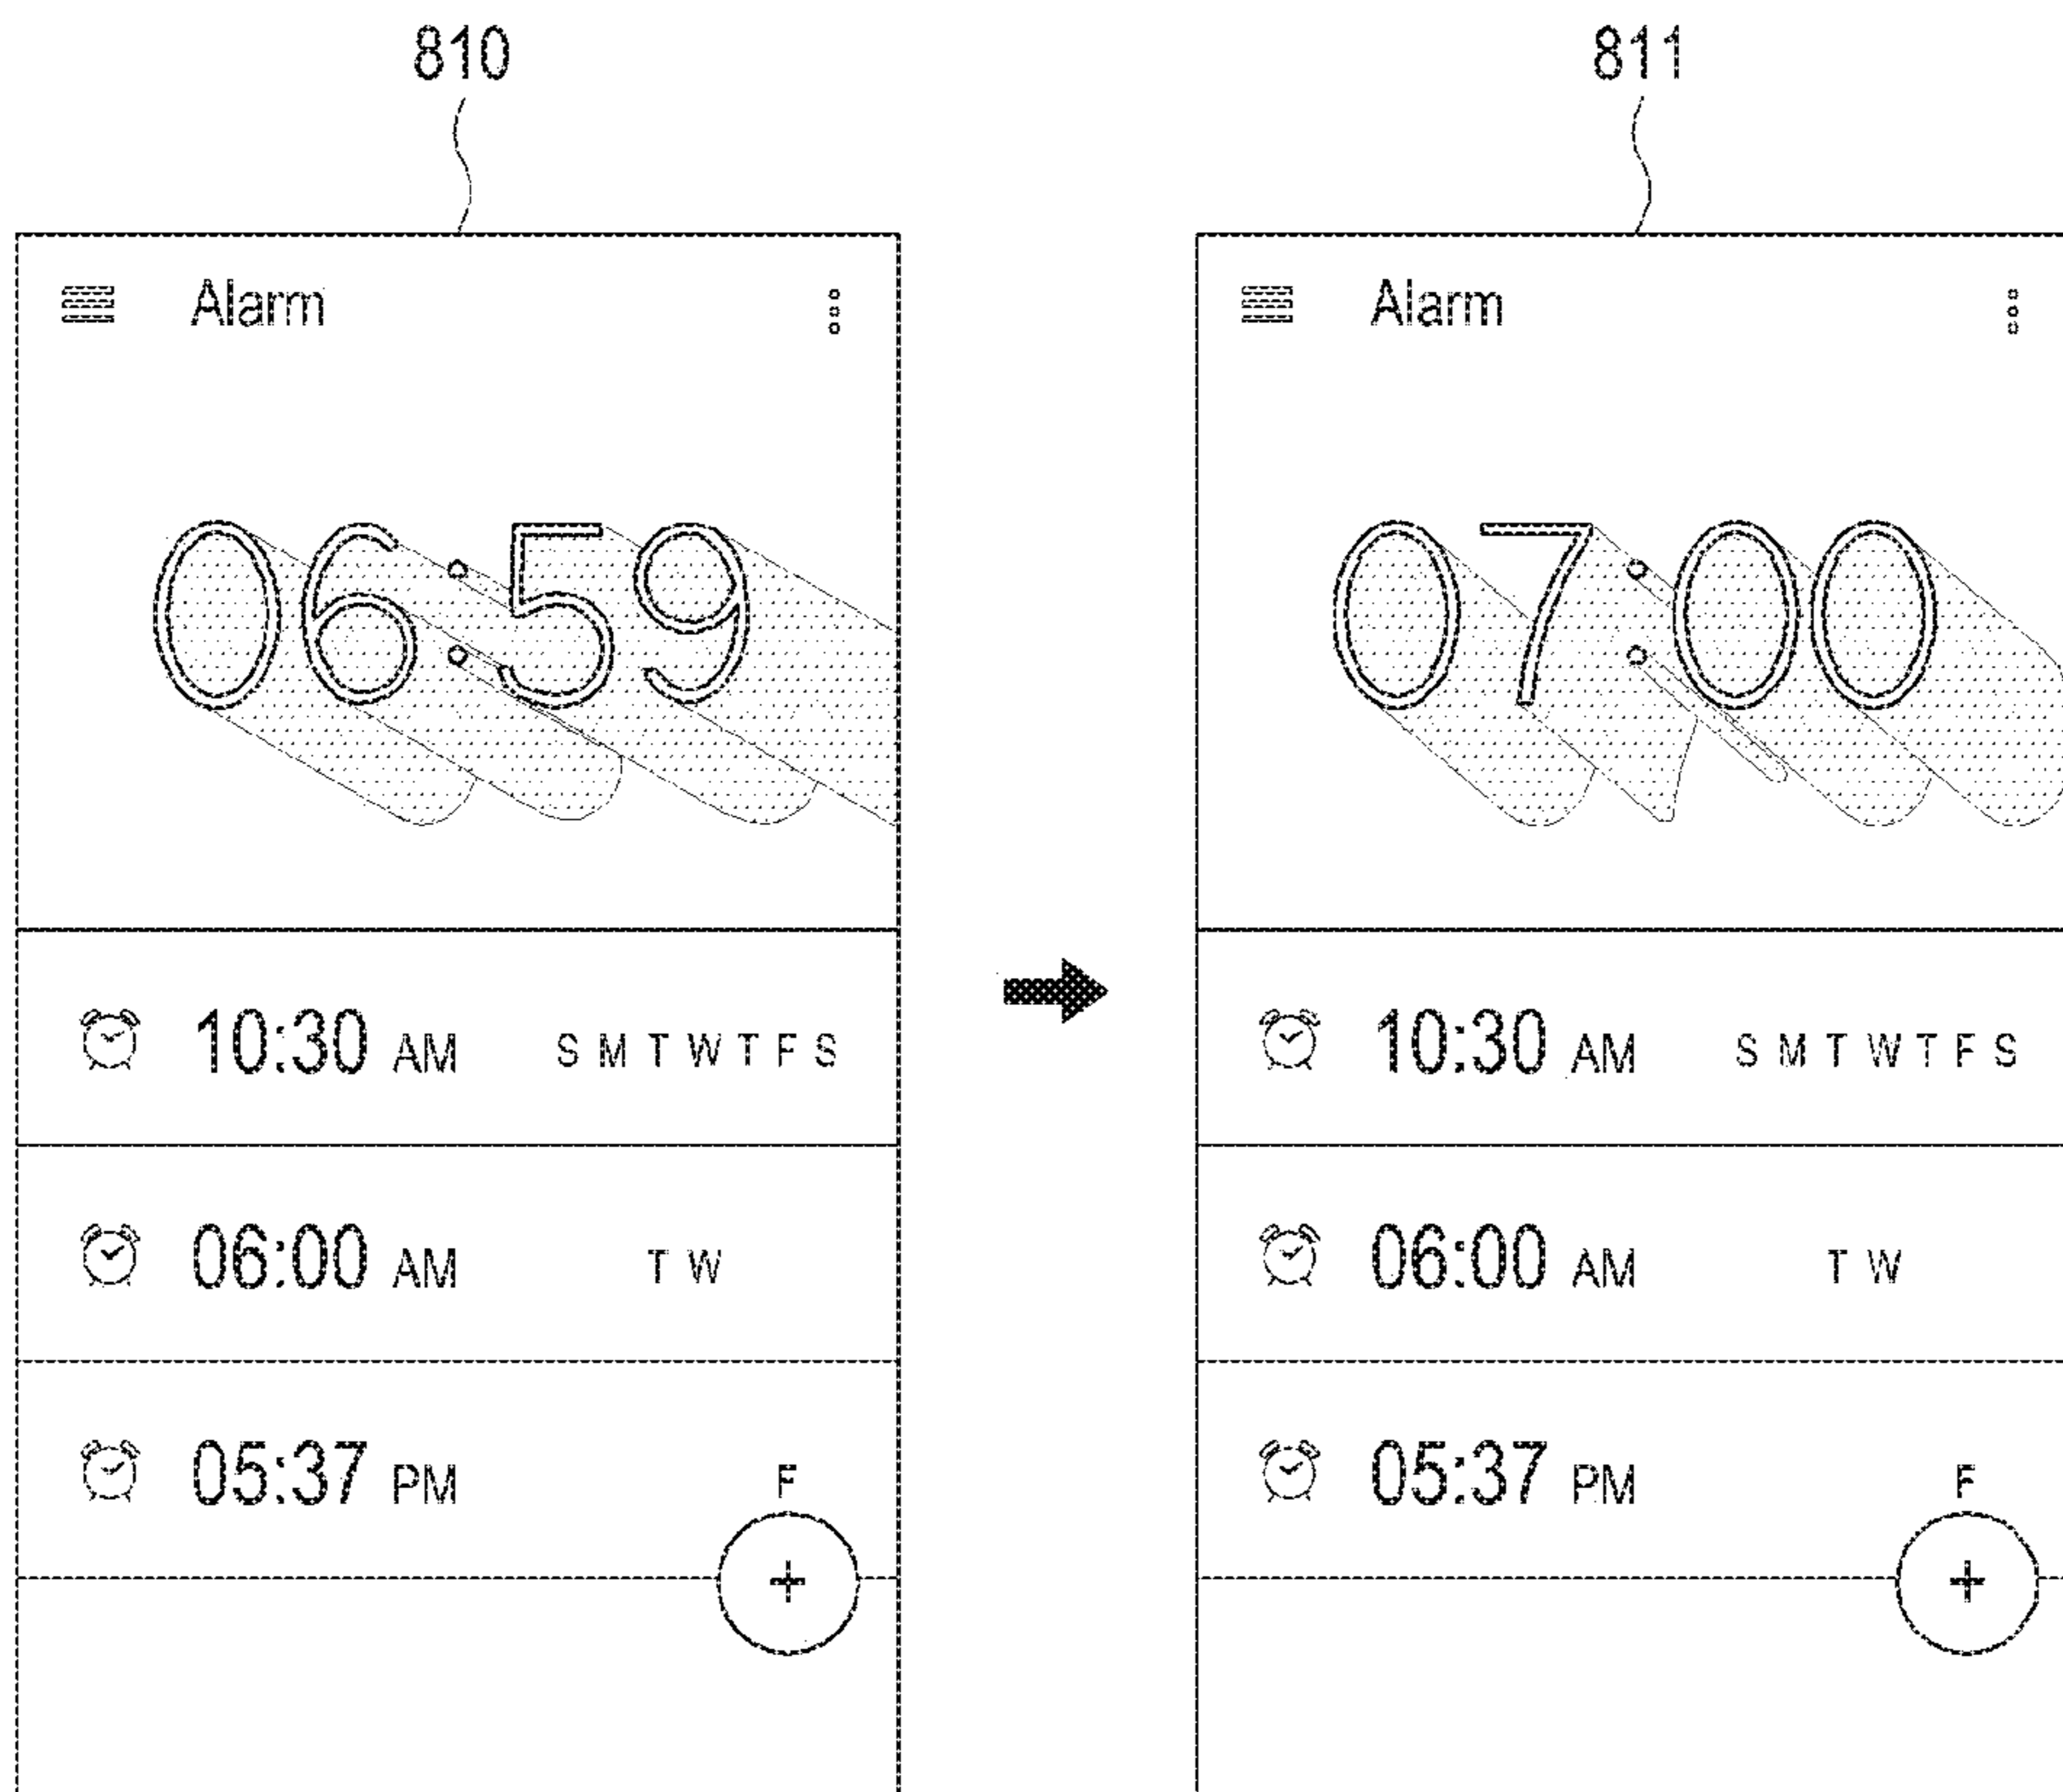 810
Alarm
06:59
10:30 AM S M T W T F S
06:00 AM T W
05:37 PM F
+
811
Alarm
07:00
10:30 AM S M T W T F S
06:00 AM T W
05:37 PM F
+